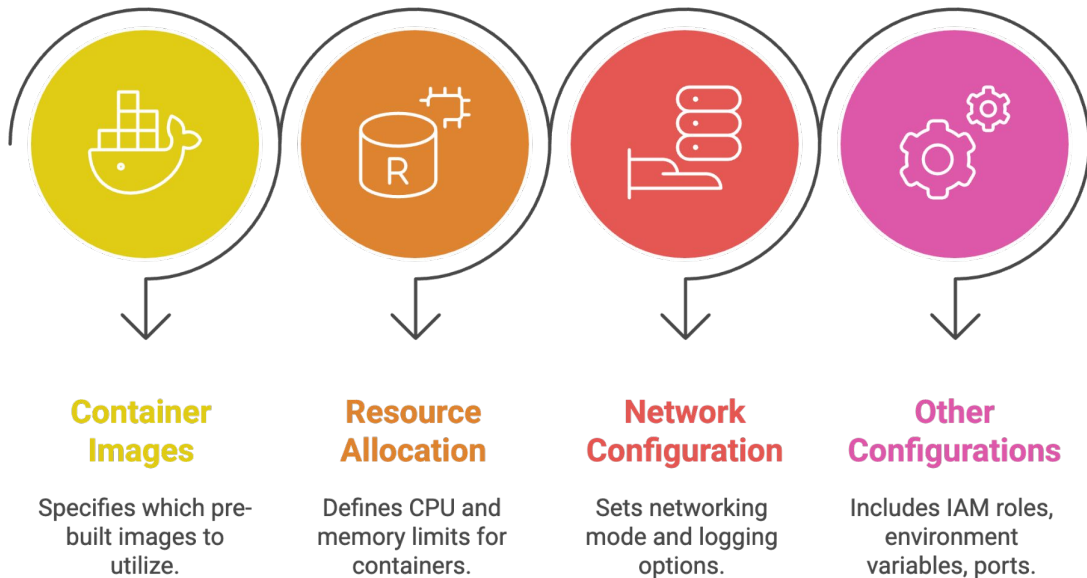 R
Container
Images
Specifies which pre-
built images to
utilize.
Resource
Allocation
Defines CPU and
memory limits for
containers.
Network
Configuration
Sets networking
mode and logging
options.
Other
Configurations
Includes IAM roles,
environment
variables, ports.